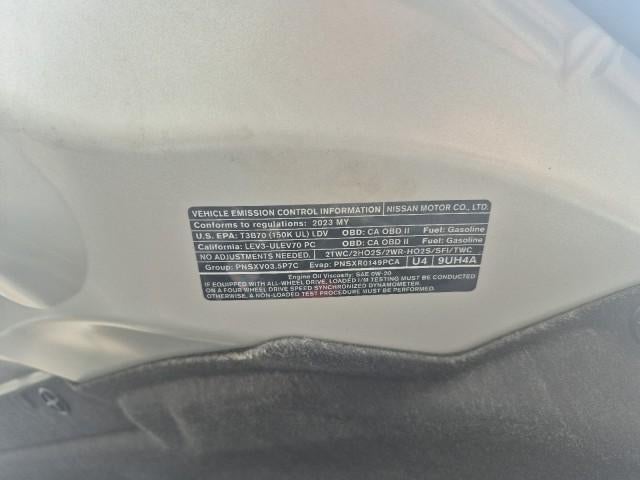 VEHICLE EMISSION CONTROL INFORMATION NISSAN MOTOR CO., LTD.
Conforms to regulations: 2023 MY
U.S. EPA: T3B70 (150K UL) LDV OBD: CA OBD II Fuel: Gasoline
California: LEV3-ULEV70 PC OBD: CA OBD II Fuel: Gasoline
NO ADJUSTMENTS NEEDED. 2TWC/2HO2S/2WR-HO2S/SFI/TWC
Group: PNSXV03.5P7C Evap: PNSXR0149PCA U4 9UH4A
Engine Oil Viscosity: SAE 0W-20
IF EQUIPPED WITH ALL-WHEEL DRIVE, LOADED I/M TESTING MUST BE CONDUCTED
ON A FOUR WHEEL DRIVE SPEED SYNCHRONIZED DYNAMOMETER.
OTHERWISE, A NON-LOADED TEST PROCEDURE MUST BE USED.